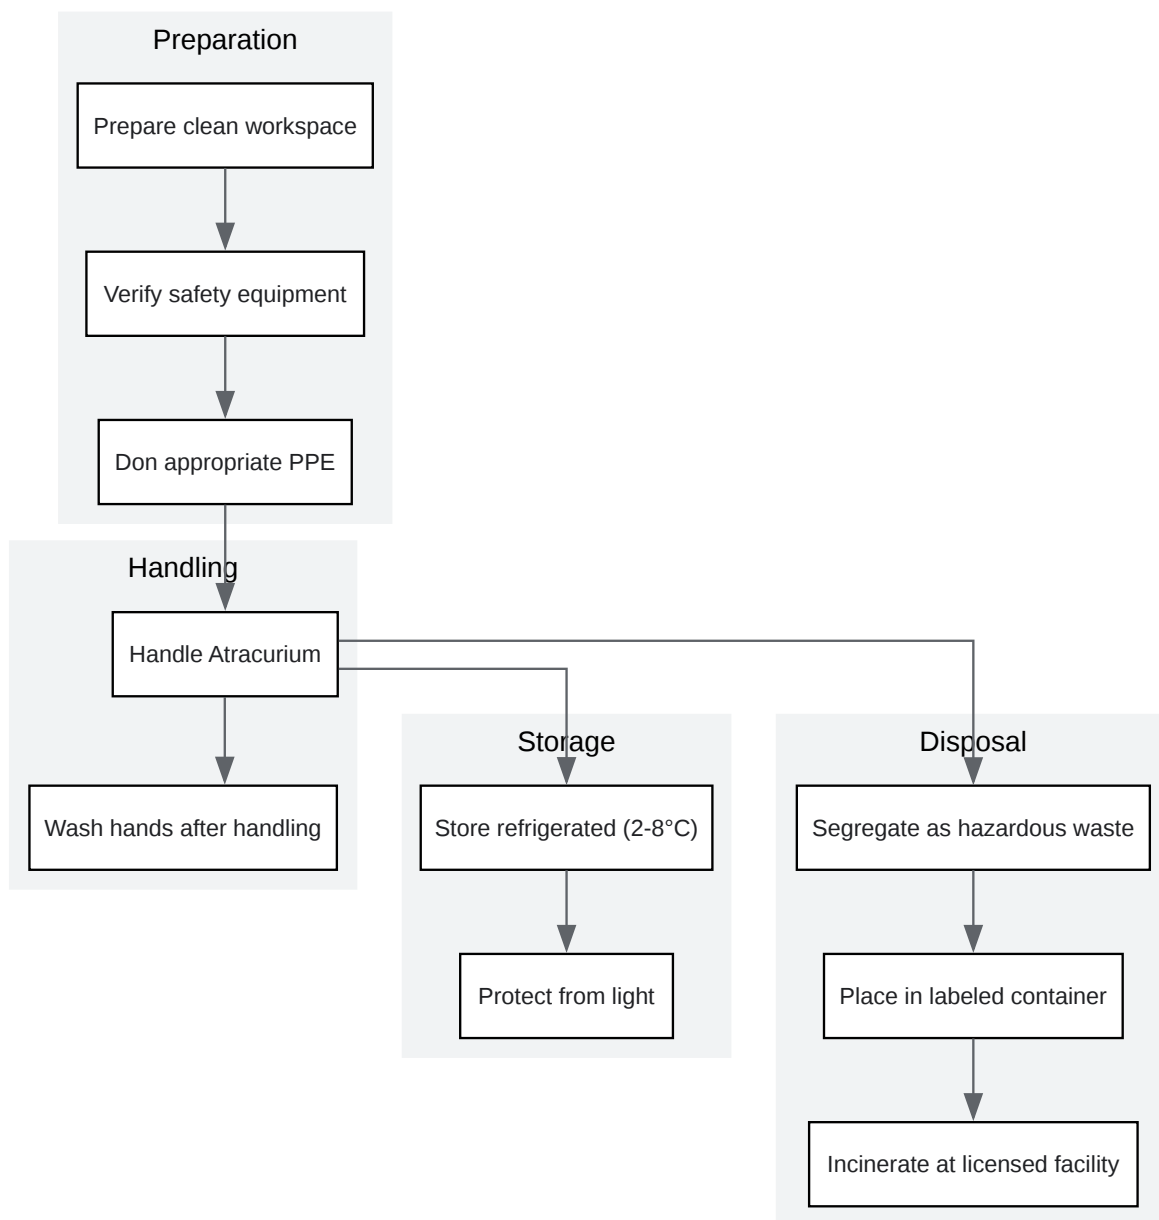 Preparation
Prepare clean workspace
Verify safety equipment
Don appropriate PPE
Handling
Handle Atracurium
Wash hands after handling
Storage
Store refrigerated (2-8°C)
Protect from light
Disposal
Segregate as hazardous waste
Place in labeled container
Incinerate at licensed facility